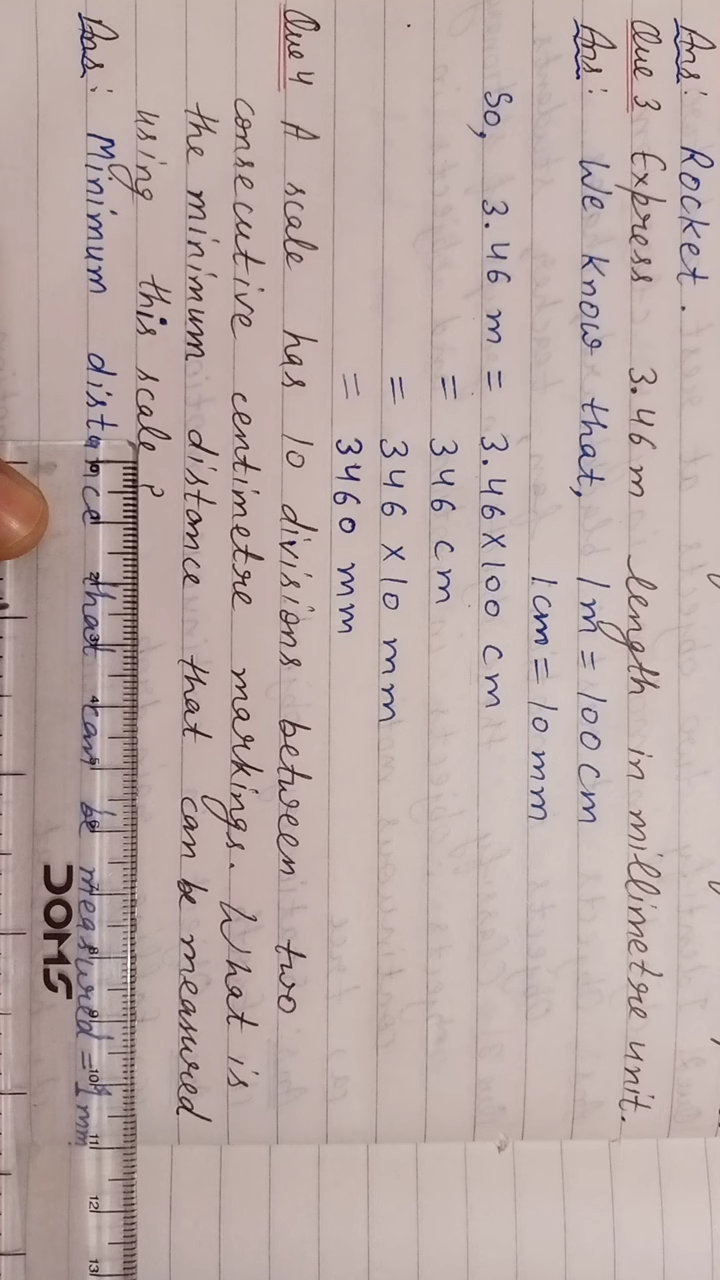 Ans: Rocket.
Que 3 Express 3.46 m length in millimetre unit.
Ans: We know that, 1m = 100 cm
1cm = 10 mm
So, 3.46 m = 3.46 × 100 cm
= 346 cm
= 346 × 10 mm
= 3460 mm
Que 4 A scale has 10 divisions between two
consecutive centimetre markings. What is
the minimum distance that can be measured
using this scale?
Ans: Minimum distance that can be measured = 1 mm
DOMS